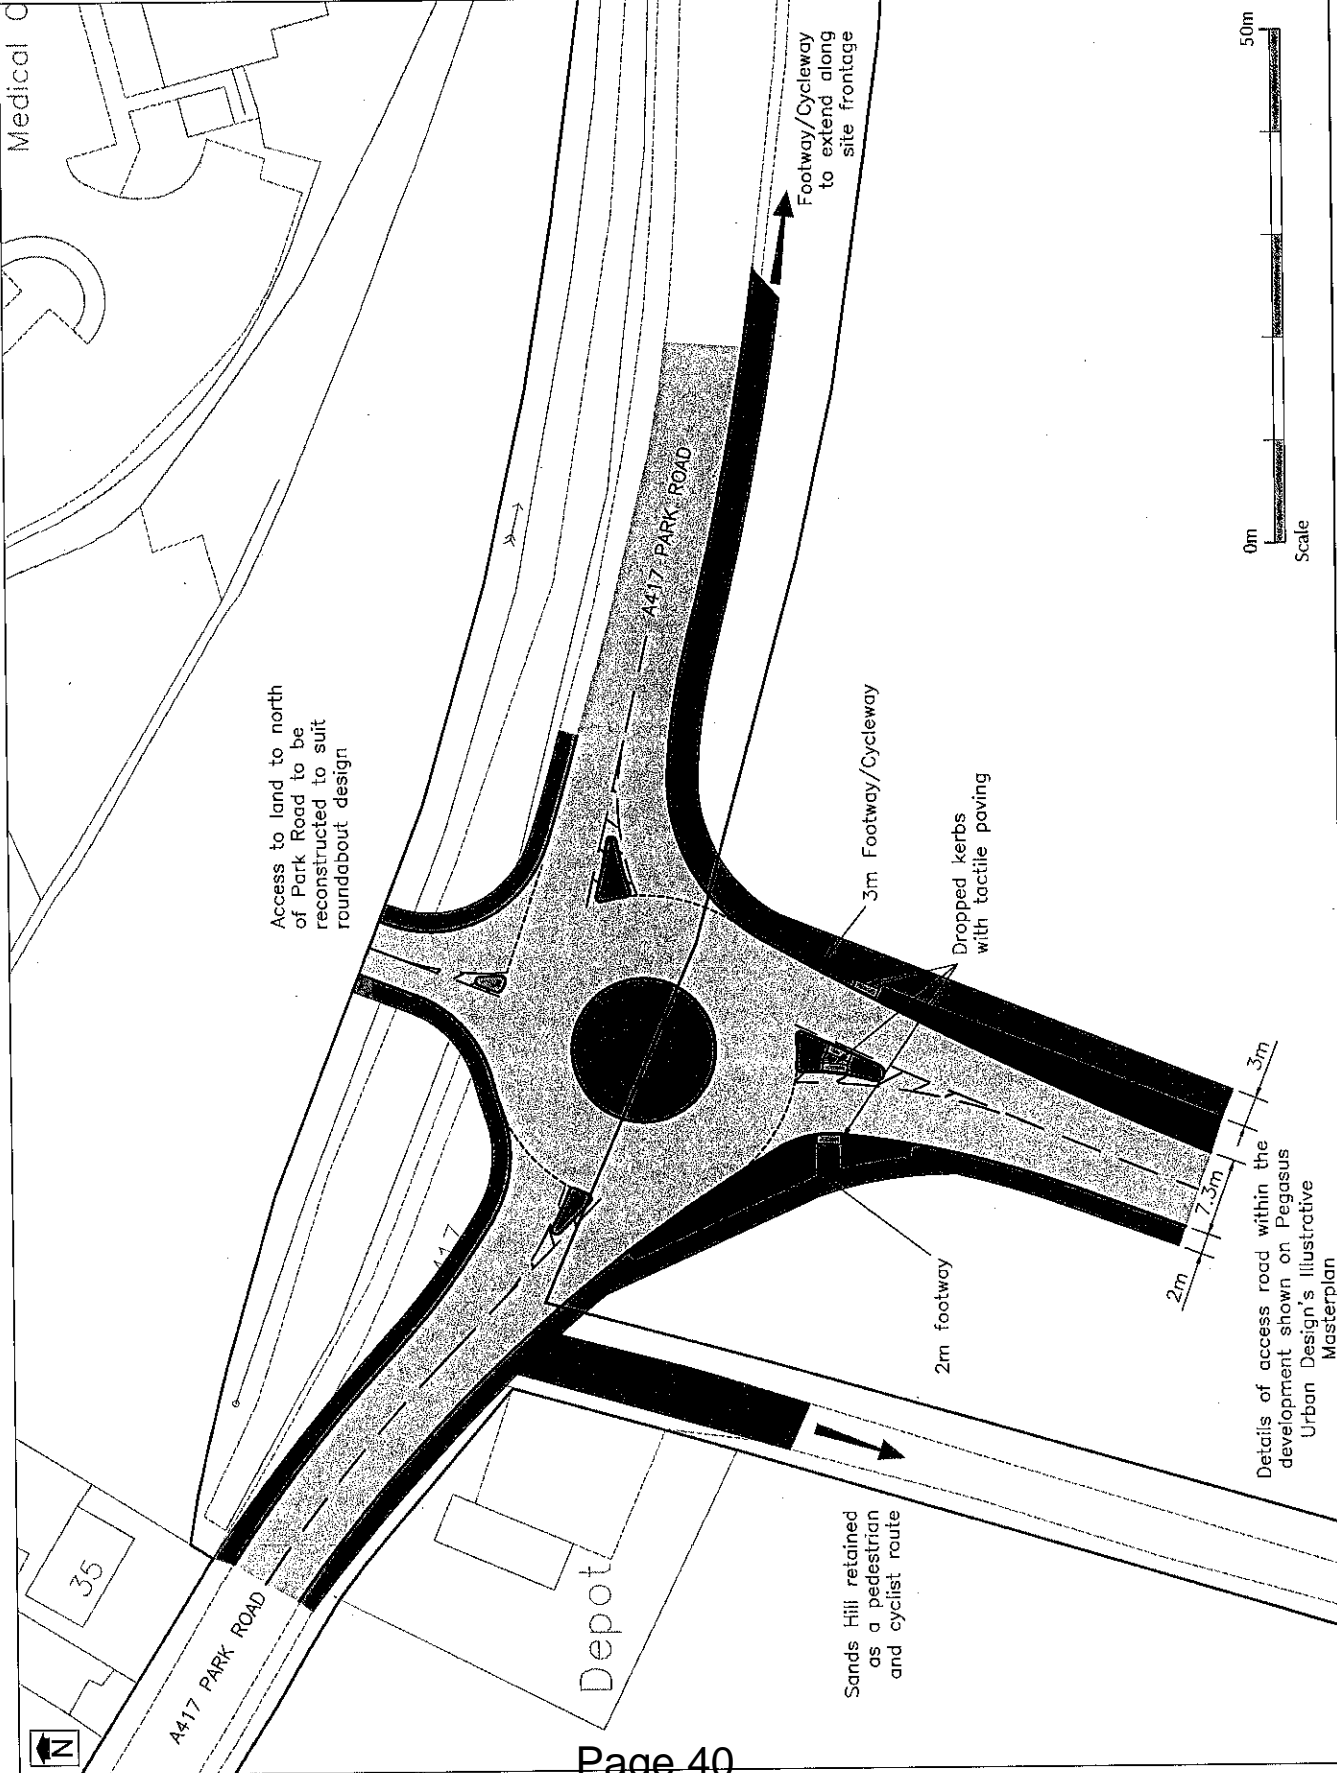 Medical
35
N
A417 PARK ROAD
Access to land to north
of Park Road to be
reconstructed to suit
roundabout design
A417 PARK ROAD
Footway/Cycleway
to extend along
site frontage
Depot
Sands Hill retained
as a pedestrian
and cyclist route
2m footway
Dropped kerbs
with tactile paving
3m Footway/Cycleway
2m
7.3m
3m
Details of access road within the
development shown on Pegasus
Urban Design's Illustrative
Masterplan
0m
50m
Scale
Page 40